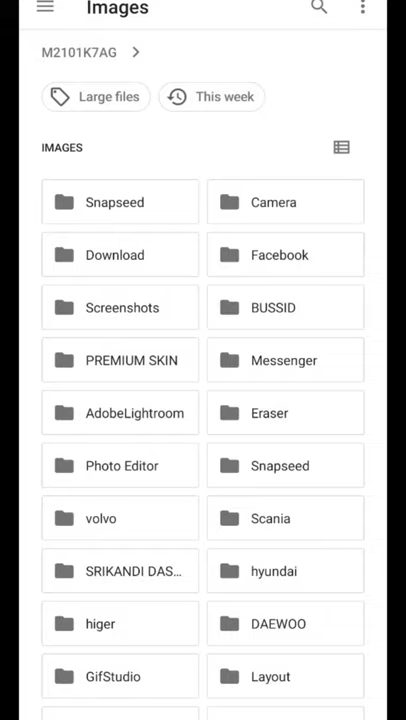 Images
M2101K7AG
Large files
This week
IMAGES
Snapseed
Camera
Download
Facebook
Screenshots
BUSSID
PREMIUM SKIN
Messenger
AdobeLightroom
Eraser
Photo Editor
Snapseed
volvo
Scania
SRIKANDI DAS...
hyundai
higer
DAEWOO
GifStudio
Layout